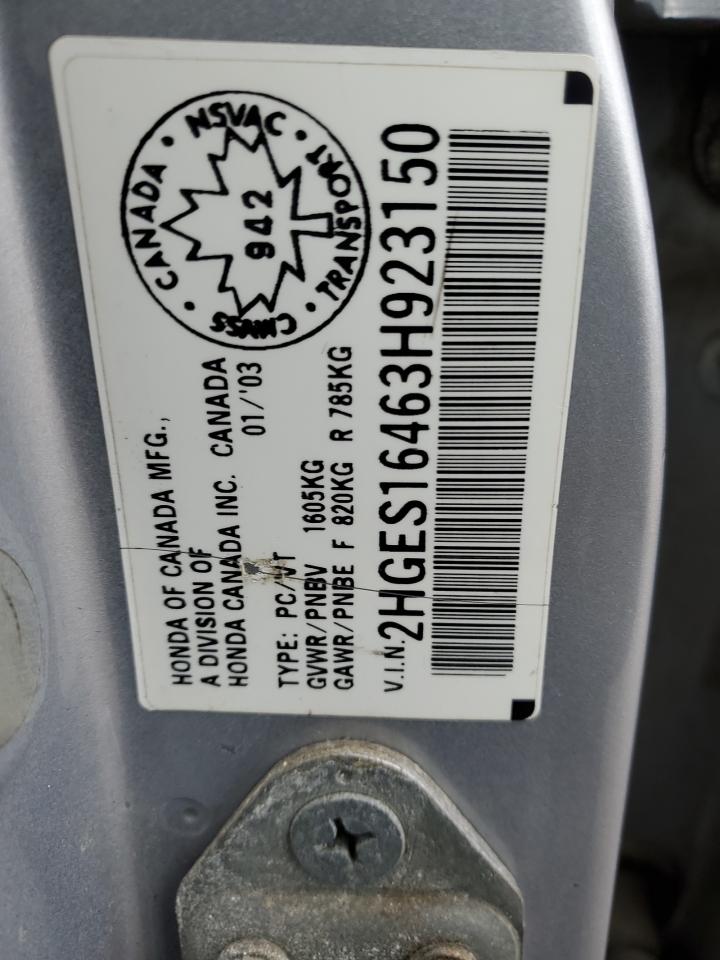 HONDA OF CANADA MFG.,
A DIVISION OF
HONDA CANADA INC. CANADA
01/'03
CANADA · NSVAC · TRANSPORT · CMVSS ·
942
TYPE: PC/VT
GVWR/PNBV 1605KG
GAWR/PNBE F 820KG R 785KG
V.I.N. 2HGES16463H923150